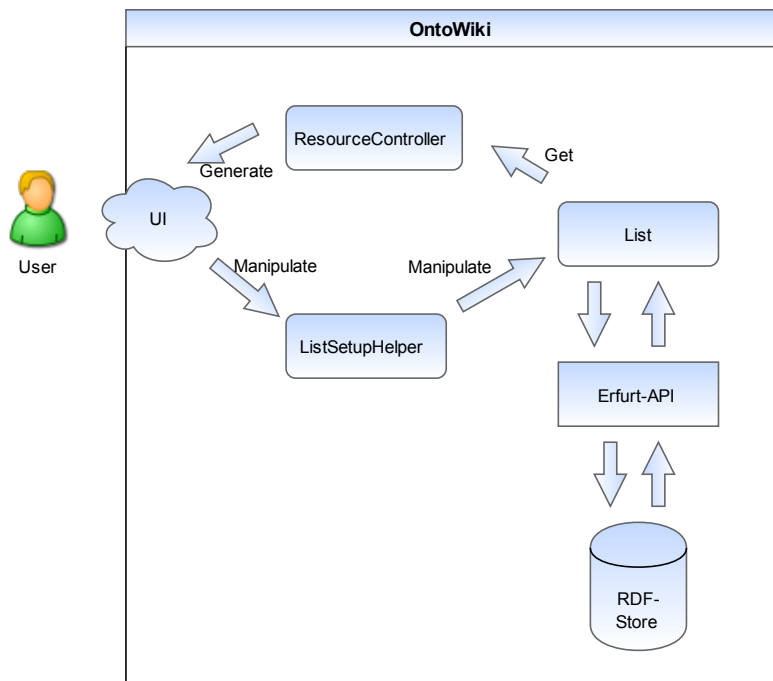 OntoWiki
ResourceController
Get
Generate
UI
List
User
Manipulate
Manipulate
ListSetupHelper
Erfurt-API
RDF-
Store